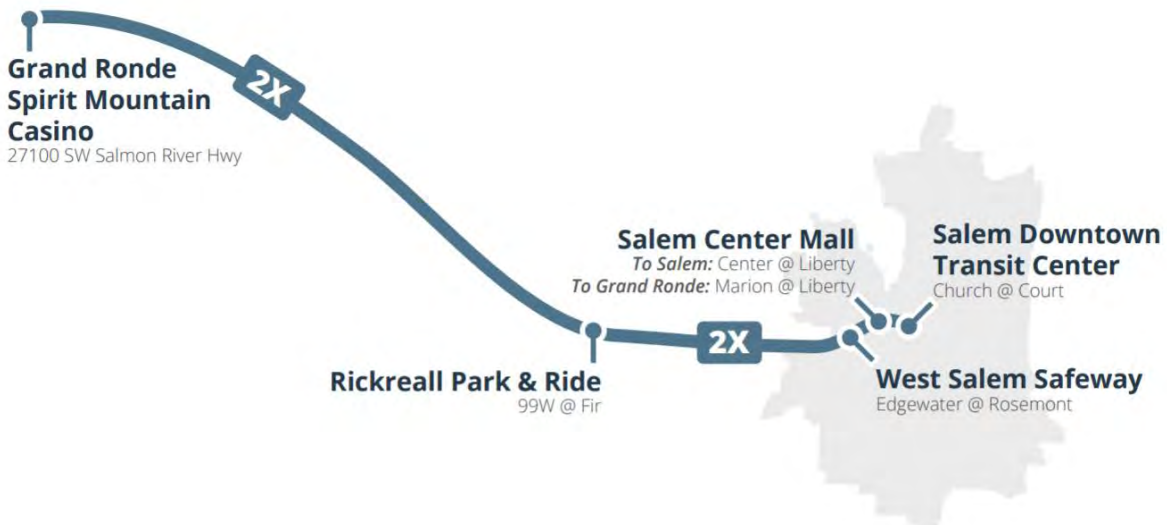 Grand Ronde
Spirit Mountain
Casino
27100 SW Salmon River Hwy
2X
Salem Center Mall
To Salem: Center @ Liberty
To Grand Ronde: Marion @ Liberty
Salem Downtown
Transit Center
Church @ Court
2X
Rickreall Park & Ride
99W @ Fir
West Salem Safeway
Edgewater @ Rosemont